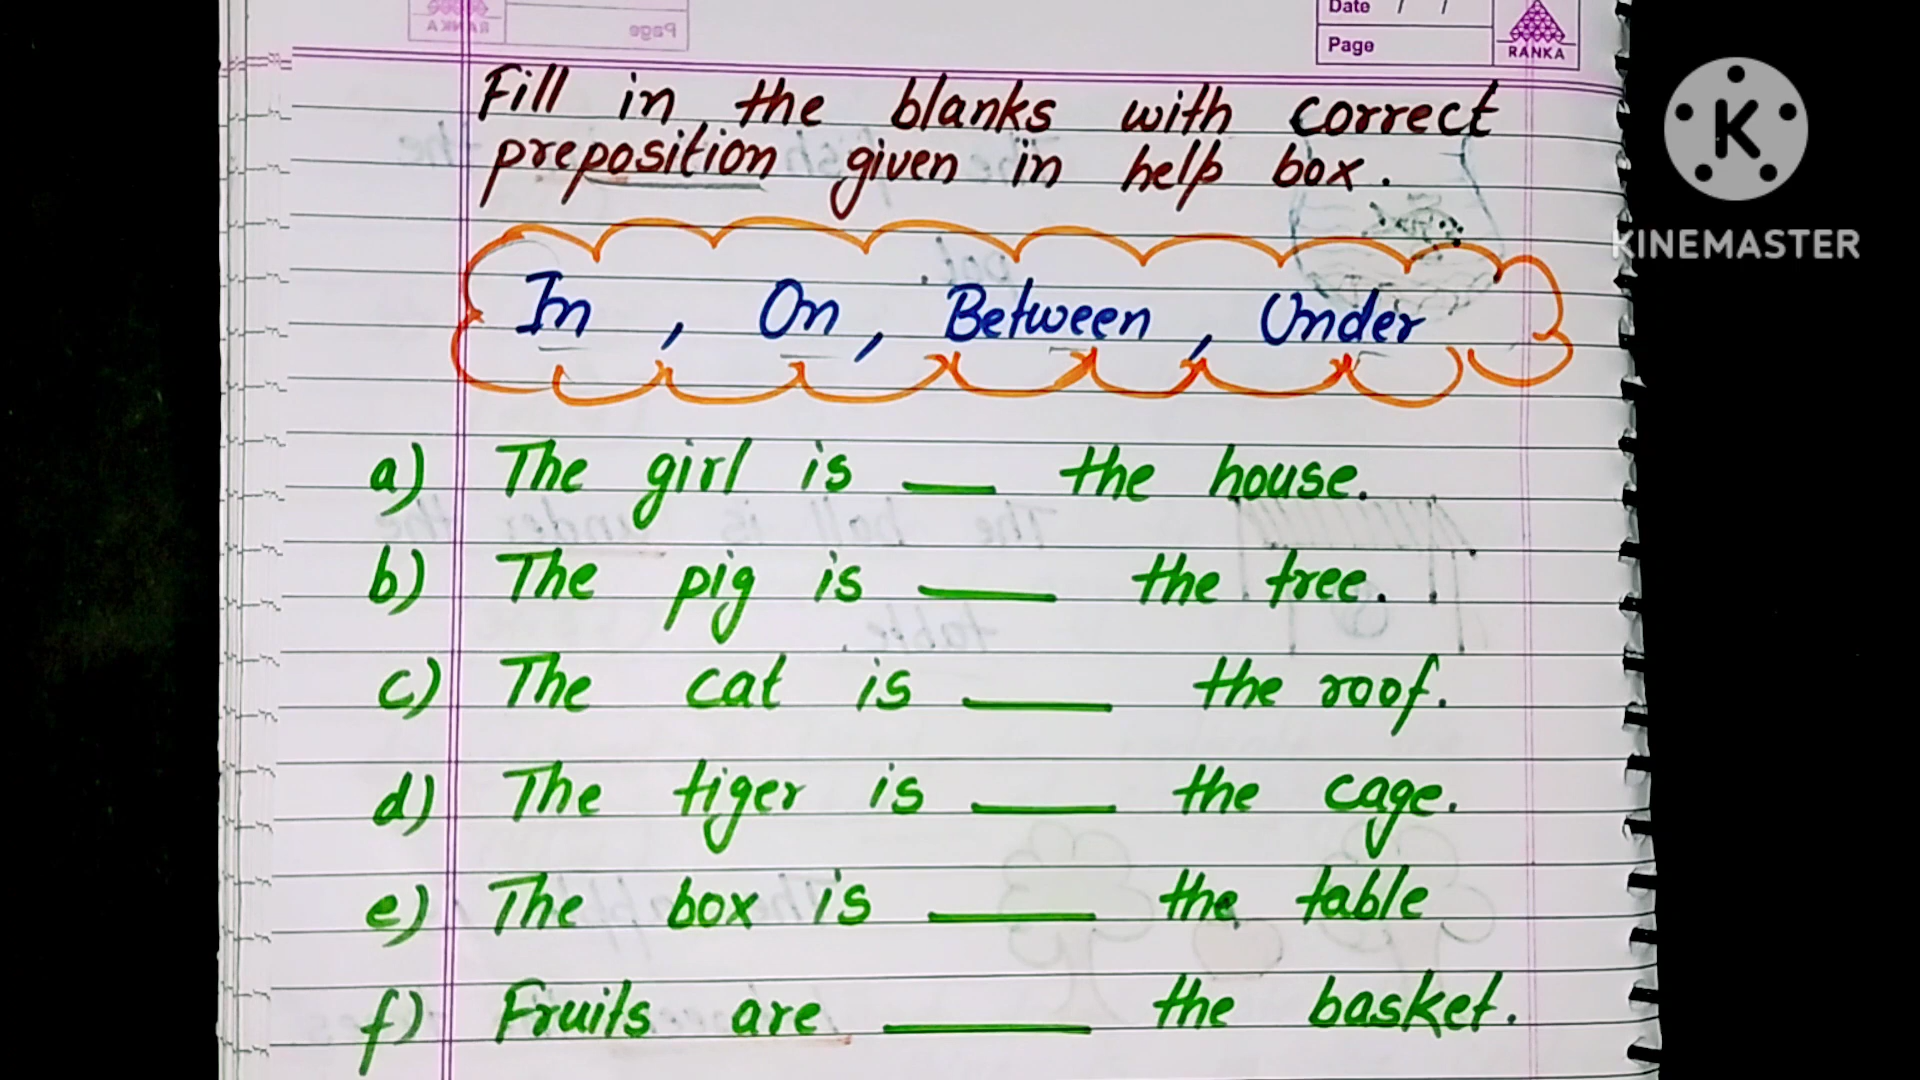 Date / /
Page
RANKA
Fill in the blanks with correct
preposition given in help box.
In , On , Between , Under
a) The girl is ___ the house.
b) The pig is ___ the tree.
c) The cat is ___ the roof.
d) The tiger is ___ the cage.
e) The box is ___ the table
f) Fruits are ___ the basket.
K
KINEMASTER